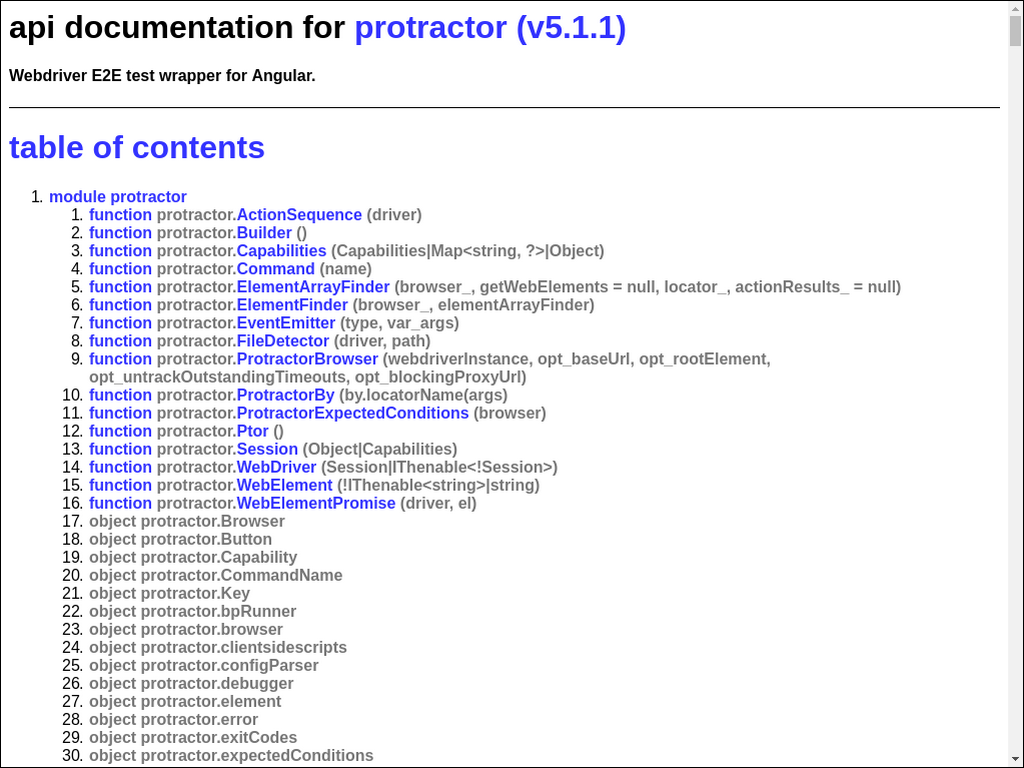 api documentation for protractor (v5.1.1)
Webdriver E2E test wrapper for Angular.
table of contents
1. module protractor
1. function protractor.ActionSequence (driver)
2. function protractor.Builder ()
3. function protractor.Capabilities (Capabilities|Map<string, ?>|Object)
4. function protractor.Command (name)
5. function protractor.ElementArrayFinder (browser_, getWebElements = null, locator_, actionResults_ = null)
6. function protractor.ElementFinder (browser_, elementArrayFinder)
7. function protractor.EventEmitter (type, var_args)
8. function protractor.FileDetector (driver, path)
9. function protractor.ProtractorBrowser (webdriverInstance, opt_baseUrl, opt_rootElement,
opt_untrackOutstandingTimeouts, opt_blockingProxyUrl)
10. function protractor.ProtractorBy (by.locatorName(args)
11. function protractor.ProtractorExpectedConditions (browser)
12. function protractor.Ptor ()
13. function protractor.Session (Object|Capabilities)
14. function protractor.WebDriver (Session|IThenable<!Session>)
15. function protractor.WebElement (!IThenable<string>|string)
16. function protractor.WebElementPromise (driver, el)
17. object protractor.Browser
18. object protractor.Button
19. object protractor.Capability
20. object protractor.CommandName
21. object protractor.Key
22. object protractor.bpRunner
23. object protractor.browser
24. object protractor.clientsidescripts
25. object protractor.configParser
26. object protractor.debugger
27. object protractor.element
28. object protractor.error
29. object protractor.exitCodes
30. object protractor.expectedConditions